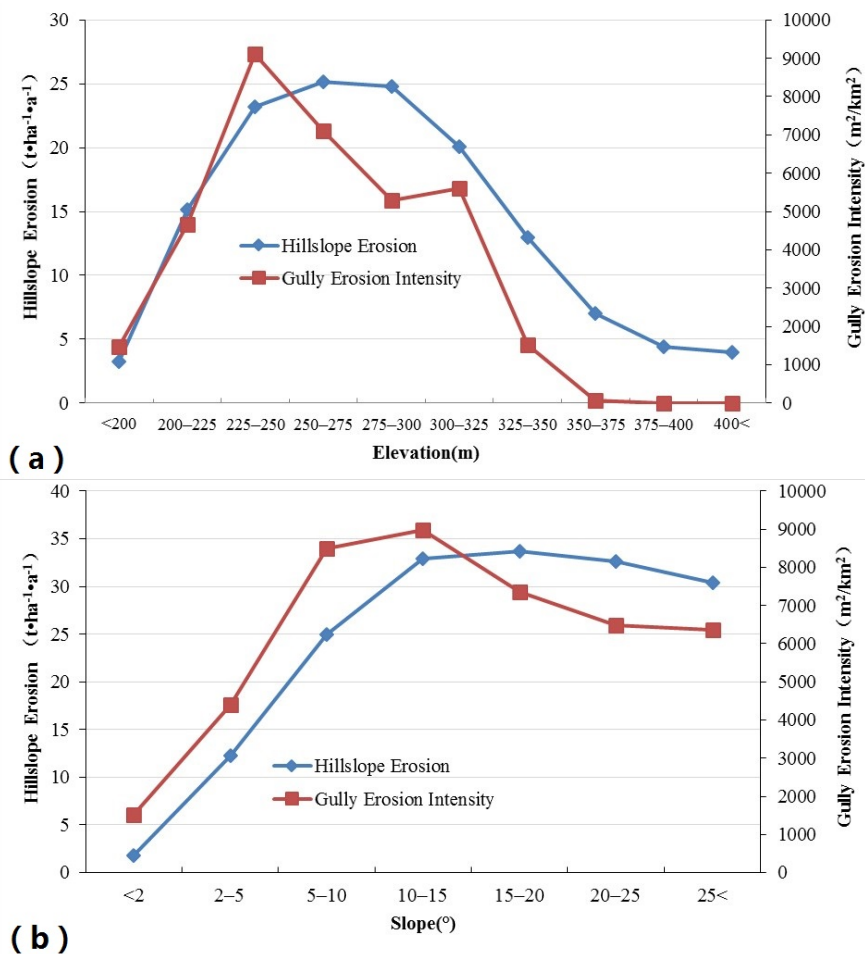 Hillslope Erosion（t•ha⁻¹•a⁻¹）
30
25
20
15
10
5
0
10000
9000
8000
7000
6000
5000
4000
3000
2000
1000
0
Gully Erosion Intensity（m²/km²）
Hillslope Erosion
Gully Erosion Intensity
<200 200–225 225–250 250–275 275–300 300–325 325–350 350–375 375–400 400<
Elevation(m)
( a )
Hillslope Erosion（t•ha⁻¹•a⁻¹）
40
35
30
25
20
15
10
5
0
10000
9000
8000
7000
6000
5000
4000
3000
2000
1000
0
Gully Erosion Intensity（m²/km²）
Hillslope Erosion
Gully Erosion Intensity
<2 2–5 5–10 10–15 15–20 20–25 25<
Slope(°)
( b )